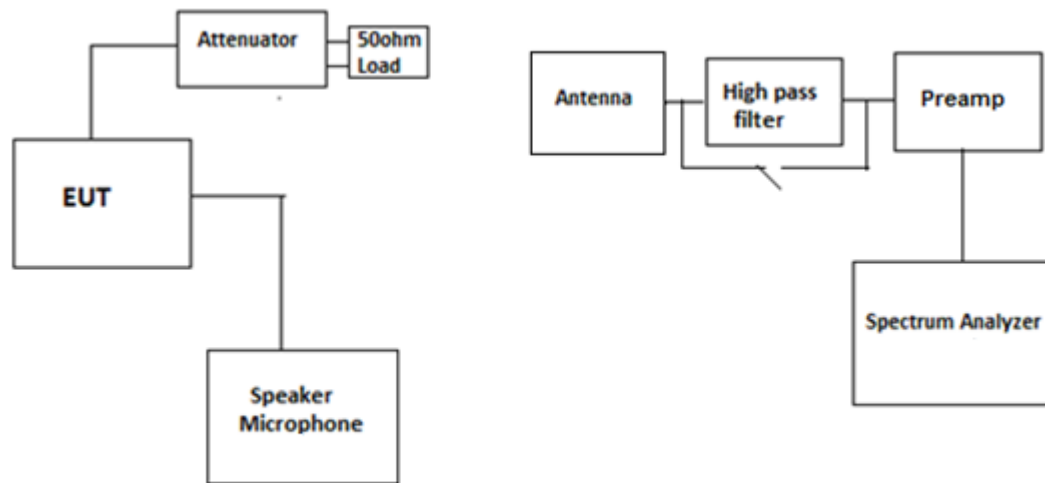 Attenuator
50ohm
Load
EUT
Speaker
Microphone
Antenna
High pass
filter
Preamp
Spectrum Analyzer